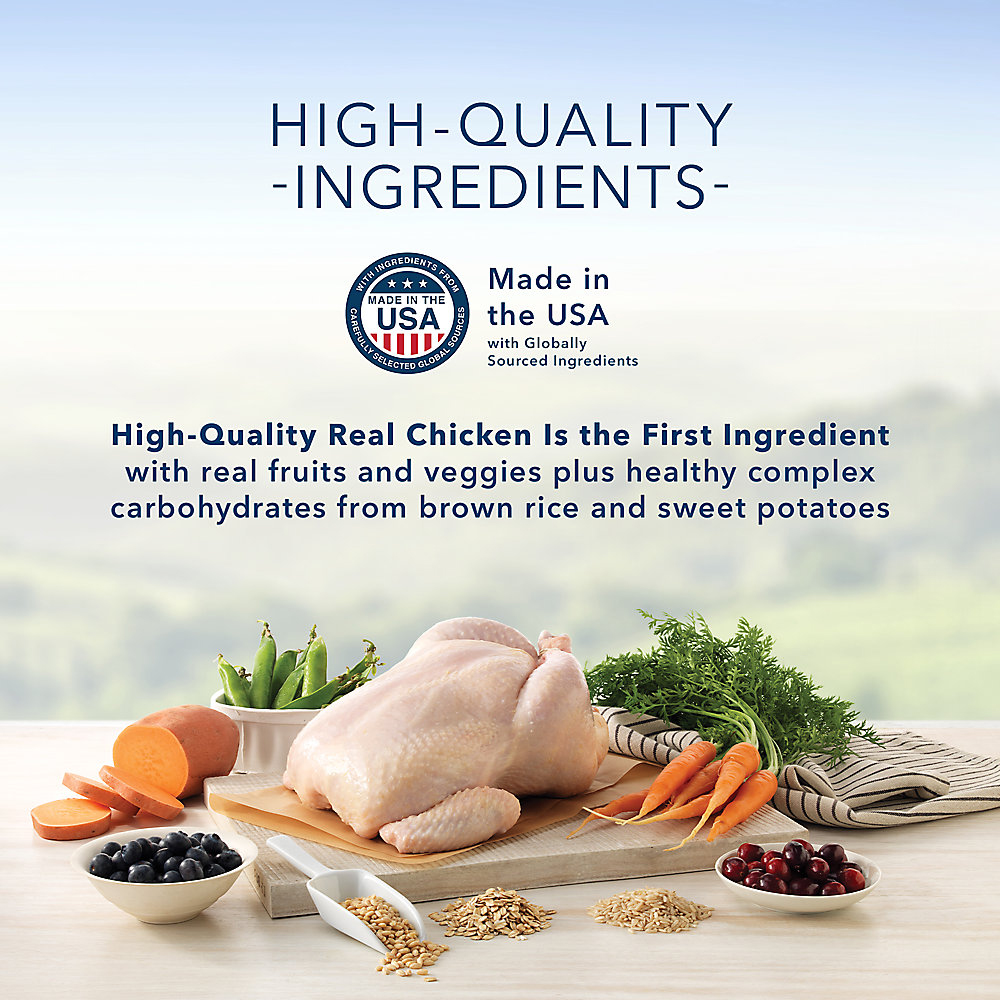 HIGH-QUALITY
-INGREDIENTS-
WITH INGREDIENTS FROM
MADE IN THE
USA
CAREFULLY SELECTED GLOBAL SOURCES
Made in
the USA
with Globally
Sourced Ingredients
High-Quality Real Chicken Is the First Ingredient
with real fruits and veggies plus healthy complex
carbohydrates from brown rice and sweet potatoes